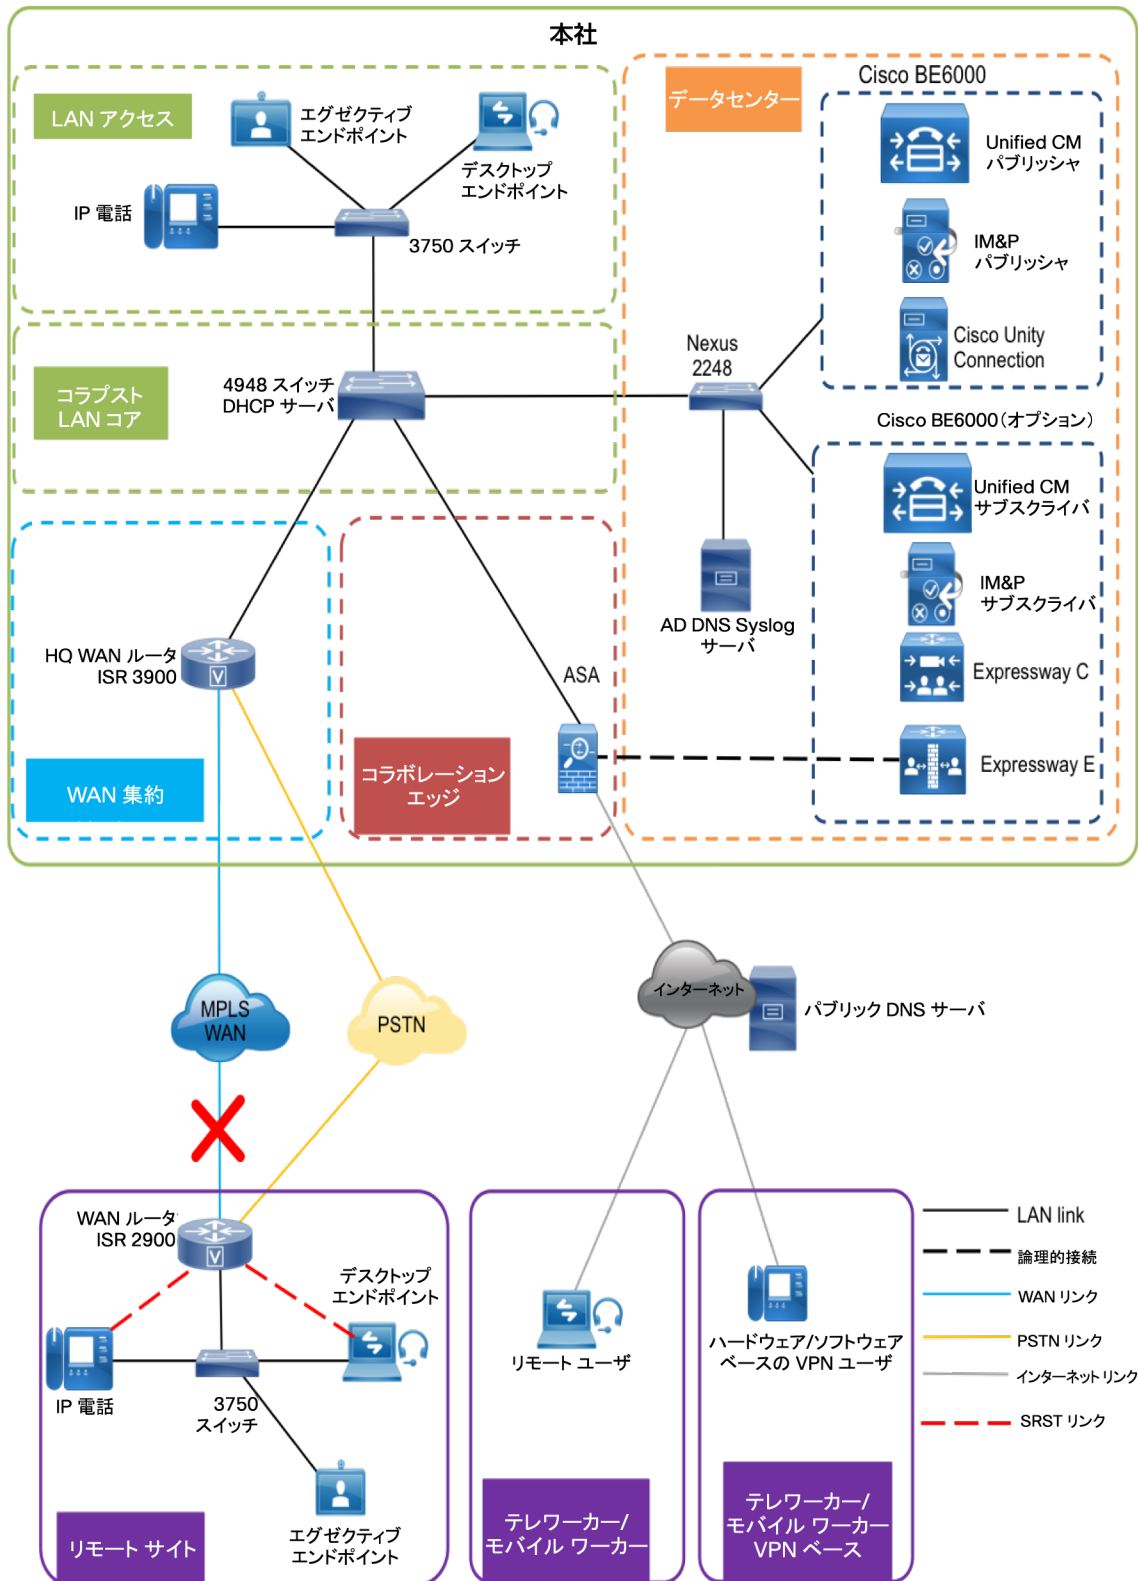 本社
LAN アクセス
エグゼクティブ
エンドポイント
デスクトップ
エンドポイント
IP 電話
3750 スイッチ
データセンター
Cisco BE6000
Unified CM
パブリッシャ
IM&P
パブリッシャ
Cisco Unity
Connection
コラプスト
LAN コア
4948 スイッチ
DHCP サーバ
Nexus
2248
Cisco BE6000（オプション）
Unified CM
サブスクライバ
IM&P
サブスクライバ
Expressway C
Expressway E
AD DNS Syslog
サーバ
HQ WAN ルータ
ISR 3900
V
WAN 集約
ASA
コラボレーション
エッジ
MPLS
WAN
PSTN
インターネット
パブリック DNS サーバ
WAN ルータ
ISR 2900
V
デスクトップ
エンドポイント
IP 電話
3750
スイッチ
エグゼクティブ
エンドポイント
リモート サイト
リモート ユーザ
テレワーカー/
モバイル ワーカー
ハードウェア/ソフトウェア
ベースの VPN ユーザ
テレワーカー/
モバイル ワーカー
VPN ベース
LAN link
論理的接続
WAN リンク
PSTN リンク
インターネット リンク
SRST リンク